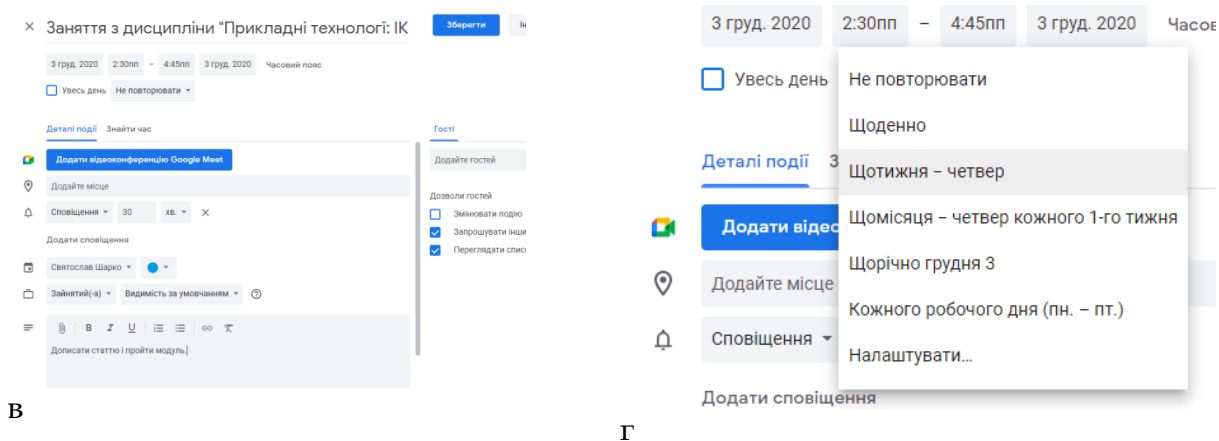 × Заняття з дисципліни "Прикладні технології: ІК Зберегти
3 груд. 2020 2:30пп – 4:45пп 3 груд. 2020 Часовий пояс
Увесь день Не повторювати
Деталі події Знайти час
Гості
Додати відеоконференцію Google Meet
Додайте гостей
Додайте місце
Дозволи гостей
Сповіщення 30 хв. ×
Змінювати подію
Запрошувати інши
Додати сповіщення
Переглядати списо
Святослав Шарко
Зайнятий(-а) Видимість за умовчанням
B I U
Дописати статтю і пройти модуль.
в
3 груд. 2020 2:30пп – 4:45пп 3 груд. 2020 Часов
Увесь день
Не повторювати
Щоденно
Деталі події З
Щотижня – четвер
Щомісяця – четвер кожного 1-го тижня
Додати відео
Щорічно грудня 3
Додайте місце
Кожного робочого дня (пн. – пт.)
Сповіщення
Налаштувати...
Додати сповіщення
г